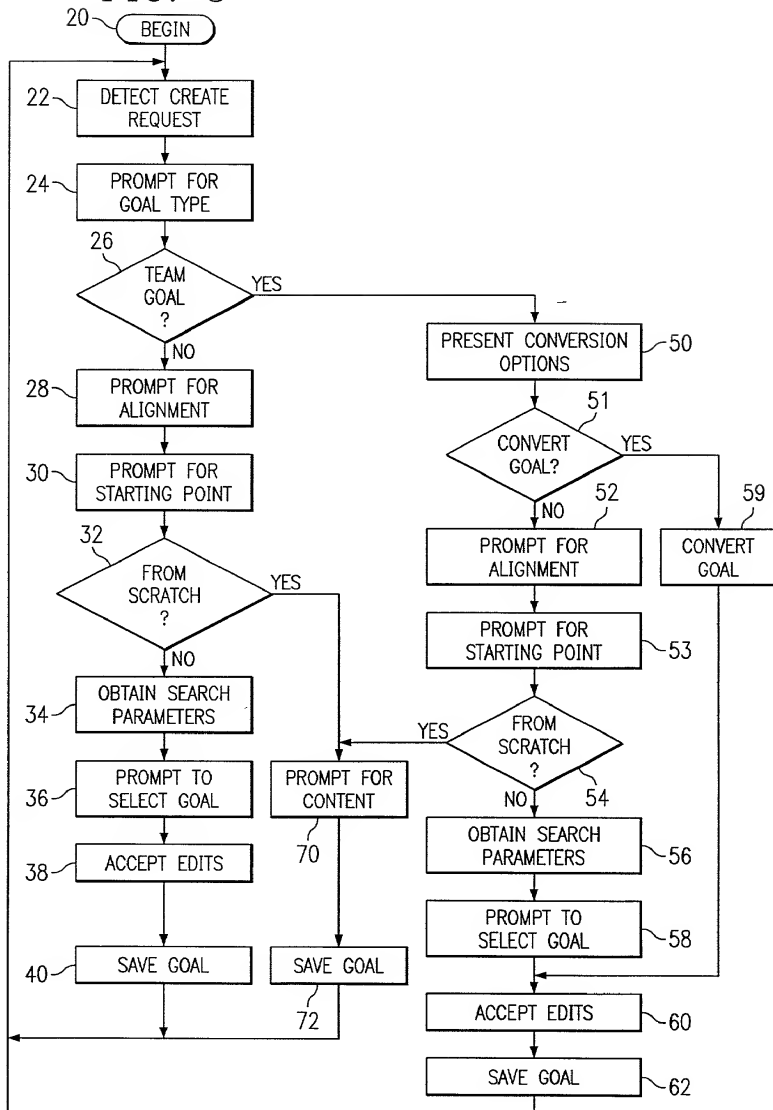 20
BEGIN
22
DETECT CREATE
REQUEST
24
PROMPT FOR
GOAL TYPE
26
TEAM
GOAL
?
YES
NO
28
PROMPT FOR
ALIGNMENT
30
PROMPT FOR
STARTING POINT
32
FROM
SCRATCH
?
YES
NO
34
OBTAIN SEARCH
PARAMETERS
36
PROMPT TO
SELECT GOAL
38
ACCEPT EDITS
40
SAVE GOAL
PROMPT FOR
CONTENT
70
SAVE GOAL
72
PRESENT CONVERSION
OPTIONS
50
51
CONVERT
GOAL?
YES
NO
52
PROMPT FOR
ALIGNMENT
59
CONVERT
GOAL
PROMPT FOR
STARTING POINT
53
YES
FROM
SCRATCH
?
54
NO
OBTAIN SEARCH
PARAMETERS
56
PROMPT TO
SELECT GOAL
58
ACCEPT EDITS
60
SAVE GOAL
62